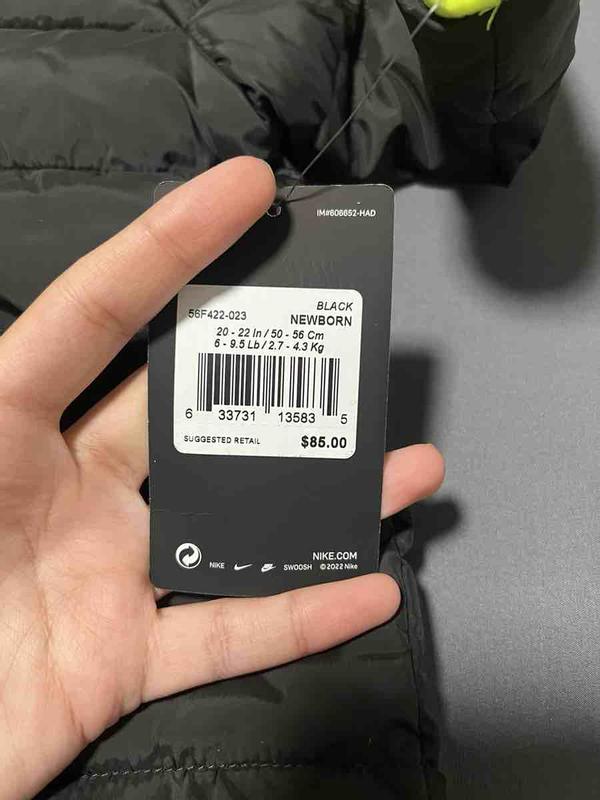 IM#606652-HAD
BLACK
56F422-023
NEWBORN
20 - 22 In / 50 - 56 Cm
6 - 9.5 Lb / 2.7 - 4.3 Kg
6 33731 13583 5
SUGGESTED RETAIL $85.00
NIKE.COM
NIKE SWOOSH © 2022 Nike